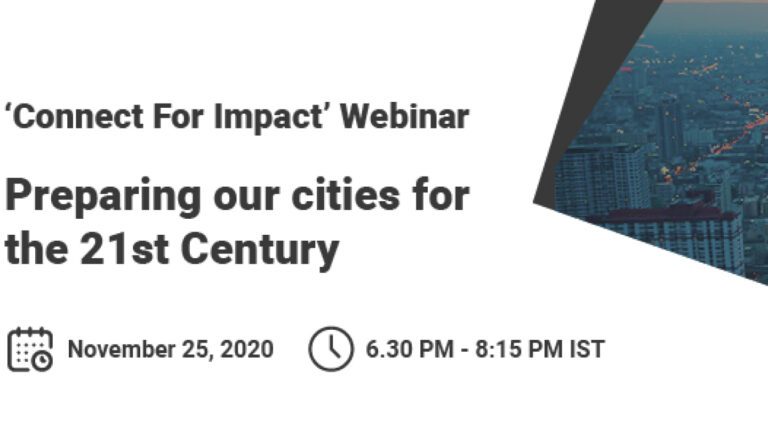 ‘Connect For Impact’ Webinar
Preparing our cities for
the 21st Century
November 25, 2020
6.30 PM - 8:15 PM IST